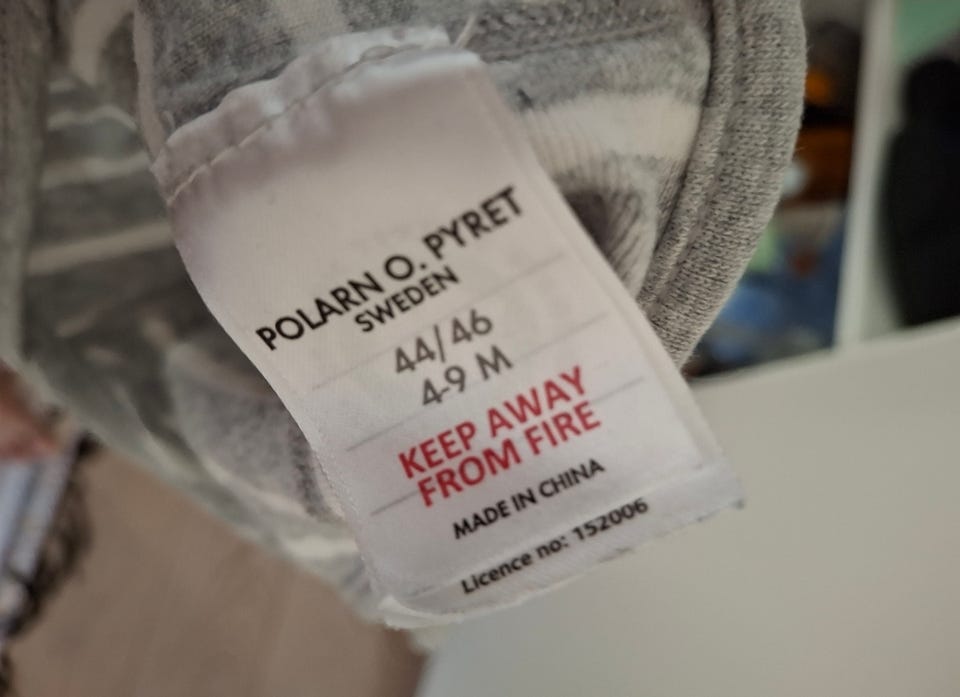 POLARN O. PYRET
SWEDEN
44/46
4-9 M
KEEP AWAY
FROM FIRE
MADE IN CHINA
Licence no: 152006